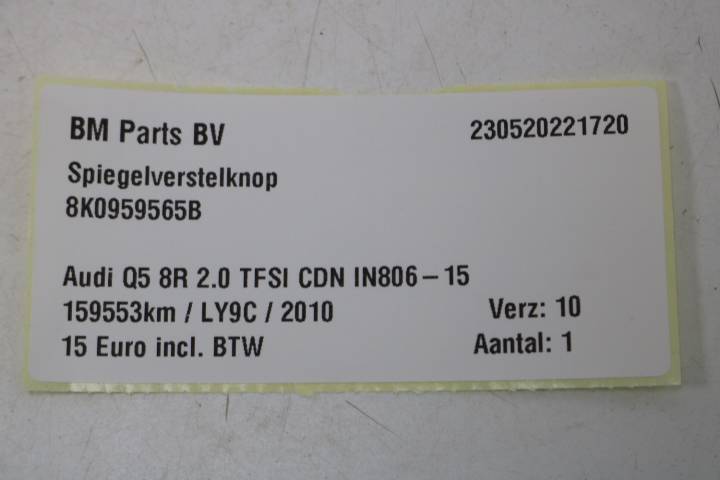 BM Parts BV 230520221720
Spiegelverstelknop
8K0959565B
Audi Q5 8R 2.0 TFSI CDN IN806 – 15
159553km / LY9C / 2010 Verz: 10
15 Euro incl. BTW Aantal: 1